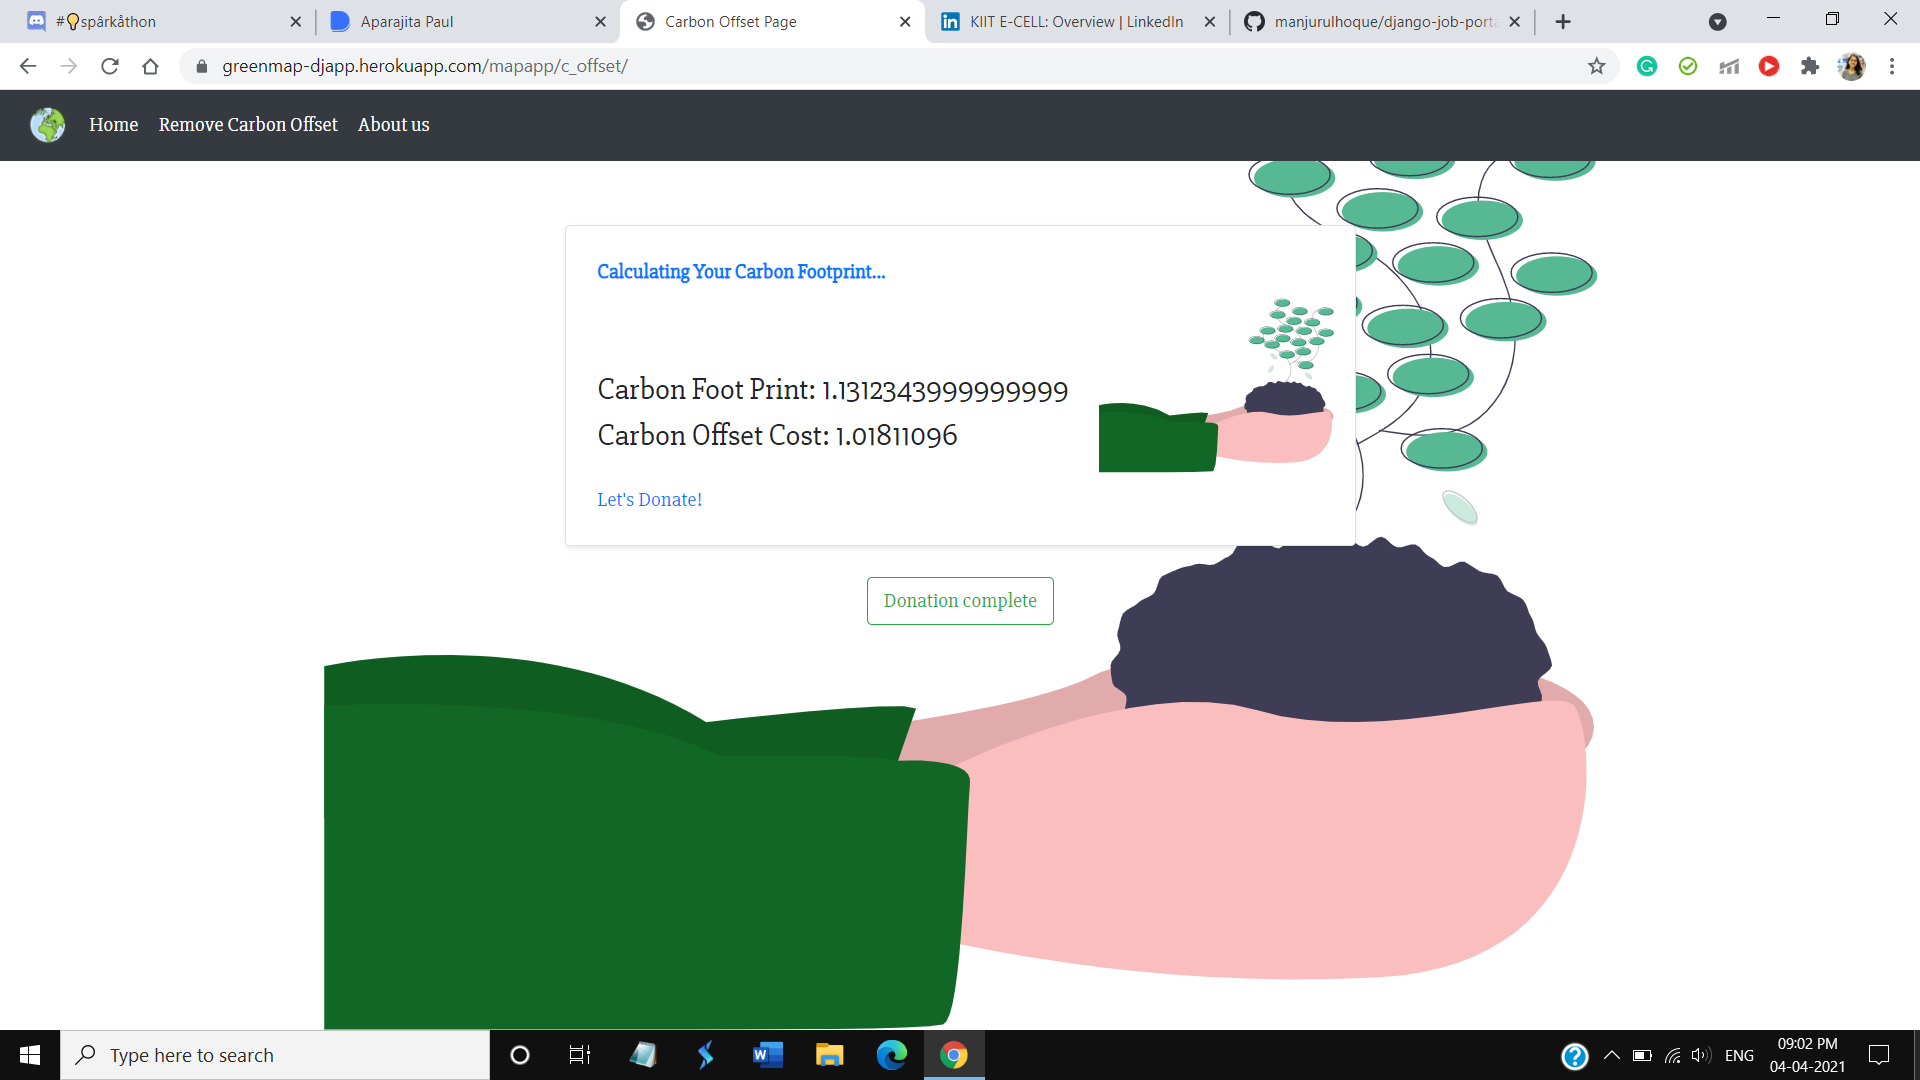 #💡spârkåthon
Aparajita Paul
Carbon Offset Page
KIIT E-CELL: Overview | LinkedIn
manjurulhoque/django-job-porta
greenmap-djapp.herokuapp.com/mapapp/c_offset/
Home
Remove Carbon Offset
About us
Calculating Your Carbon Footprint...
Carbon Foot Print: 1.1312343999999999
Carbon Offset Cost: 1.01811096
Let's Donate!
Donation complete
Type here to search
ENG
09:02 PM
04-04-2021